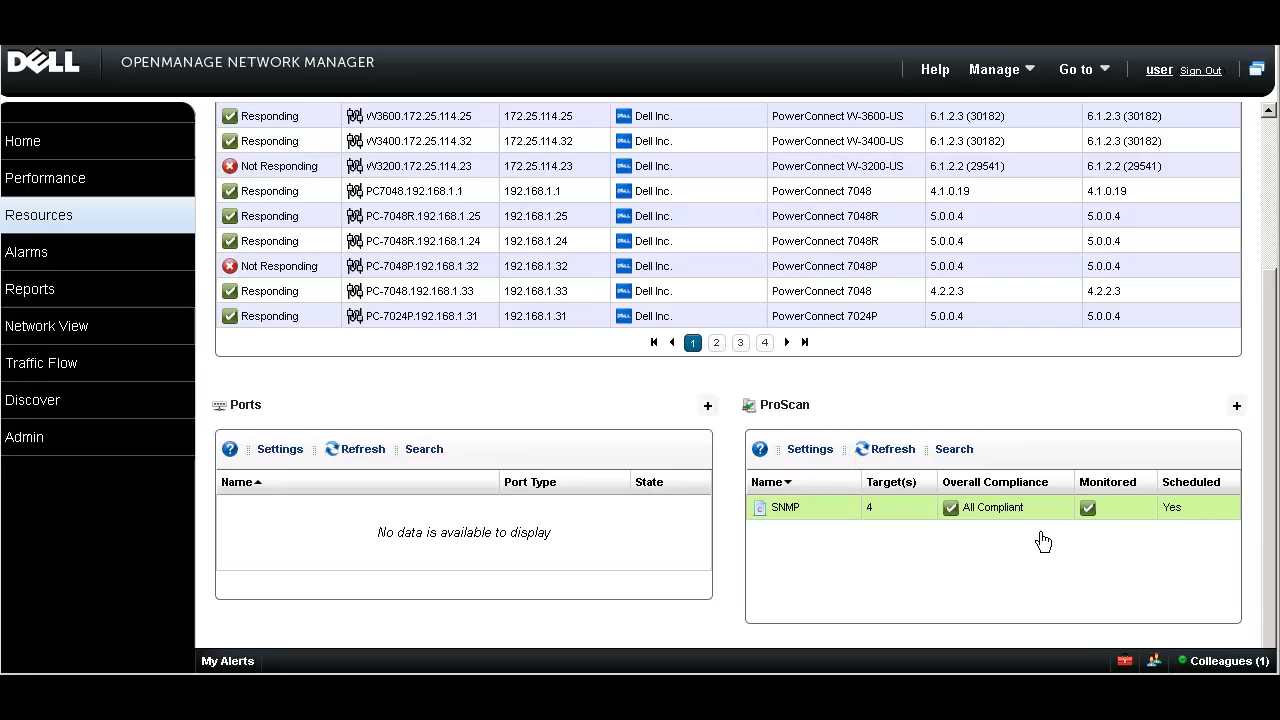 DELL OPENMANAGE NETWORK MANAGER Help Manage Go to user Sign Out
Home
Performance
Resources
Alarms
Reports
Network View
Traffic Flow
Discover
Admin
Responding W3600.172.25.114.25 172.25.114.25 DELL Dell Inc. PowerConnect W-3600-US 6.1.2.3 (30182) 6.1.2.3 (30182)
Responding W3400.172.25.114.32 172.25.114.32 DELL Dell Inc. PowerConnect W-3400-US 6.1.2.3 (30182) 6.1.2.3 (30182)
Not Responding W3200.172.25.114.23 172.25.114.23 DELL Dell Inc. PowerConnect W-3200-US 6.1.2.2 (29541) 6.1.2.2 (29541)
Responding PC7048.192.168.1.1 192.168.1.1 DELL Dell Inc. PowerConnect 7048 4.1.0.19 4.1.0.19
Responding PC-7048R.192.168.1.25 192.168.1.25 DELL Dell Inc. PowerConnect 7048R 5.0.0.4 5.0.0.4
Responding PC-7048R.192.168.1.24 192.168.1.24 DELL Dell Inc. PowerConnect 7048R 5.0.0.4 5.0.0.4
Not Responding PC-7048P.192.168.1.32 192.168.1.32 DELL Dell Inc. PowerConnect 7048P 5.0.0.4 5.0.0.4
Responding PC-7048.192.168.1.33 192.168.1.33 DELL Dell Inc. PowerConnect 7048 4.2.2.3 4.2.2.3
Responding PC-7024P.192.168.1.31 192.168.1.31 DELL Dell Inc. PowerConnect 7024P 5.0.0.4 5.0.0.4
1 2 3 4
Ports +
? Settings Refresh Search
Name Port Type State
No data is available to display
ProScan +
? Settings Refresh Search
Name Target(s) Overall Compliance Monitored Scheduled
SNMP 4 All Compliant Yes
My Alerts Colleagues (1)